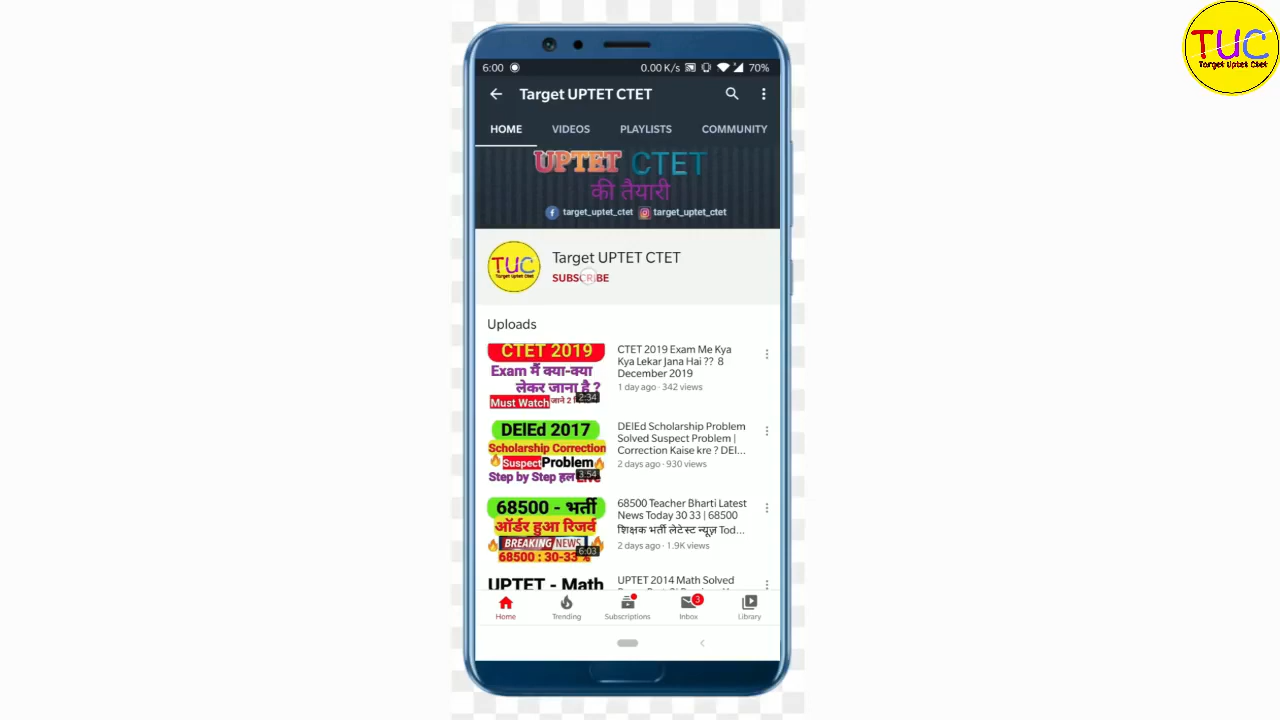 TUC
Target Uptet Ctet
6:00
0.00 K/s
70%
Target UPTET CTET
HOME
VIDEOS
PLAYLISTS
COMMUNITY
UPTET CTET
की तैयारी
target_uptet_ctet
target_uptet_ctet
TUC
Target Uptet Ctet
Target UPTET CTET
SUBSCRIBE
Uploads
CTET 2019
Exam मैं क्या-क्या
लेकर जाना है ?
Must Watch
2:34
CTET 2019 Exam Me Kya
Kya Lekar Jana Hai ?? 8
December 2019
1 day ago · 342 views
DElEd 2017
Scholarship Correction
Suspect Problem
Step by Step हल
3:54
DElEd Scholarship Problem
Solved Suspect Problem |
Correction Kaise kre ? DEl...
2 days ago · 930 views
68500 - भर्ती
ऑर्डर हुआ रिजर्व
BREAKING NEWS
68500 : 30-33 %
6:03
68500 Teacher Bharti Latest
News Today 30 33 | 68500
शिक्षक भर्ती लेटेस्ट न्यूज़ Tod...
2 days ago · 1.9K views
UPTET - Math
UPTET 2014 Math Solved
Home
Trending
Subscriptions
3
Inbox
Library